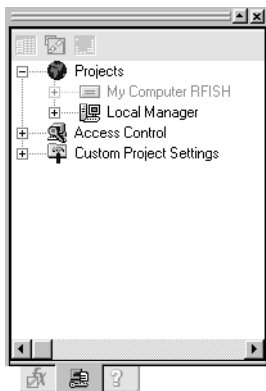 Projects
My Computer RFISH
Local Manager
Access Control
Custom Project Settings